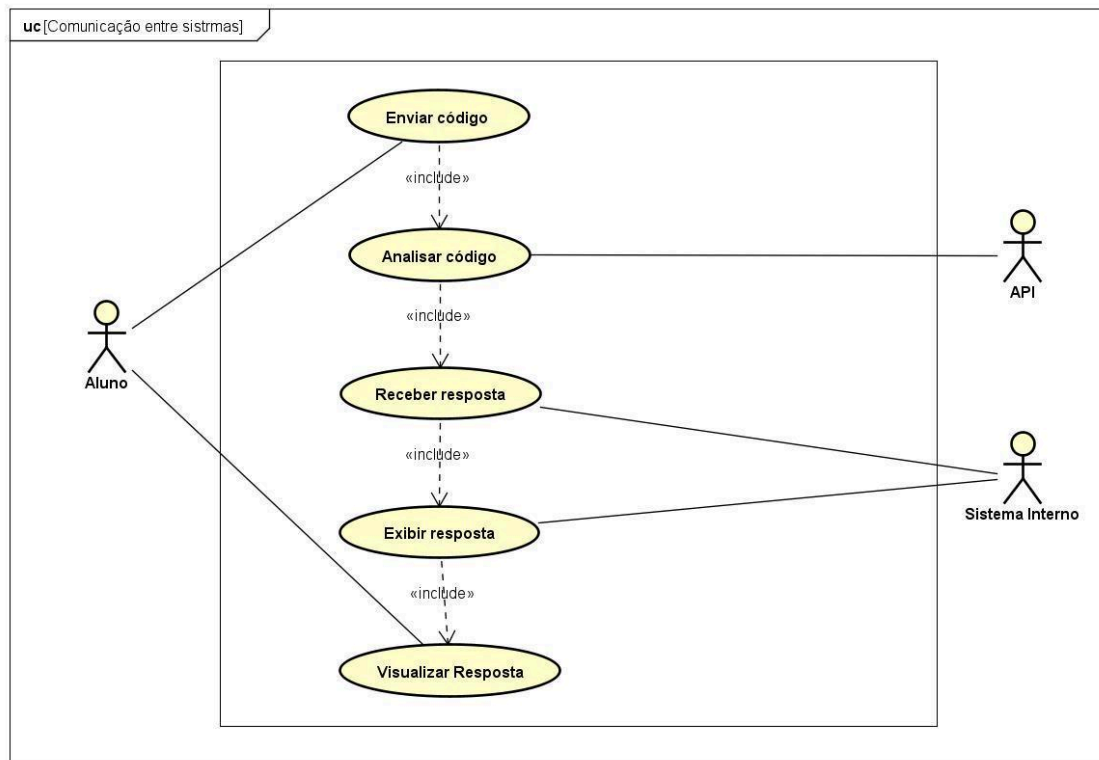 uc [Comunicação entre sistrmas]
Enviar código
«include»
Analisar código
API
«include»
Aluno
Receber resposta
«include»
Sistema Interno
Exibir resposta
«include»
Visualizar Resposta